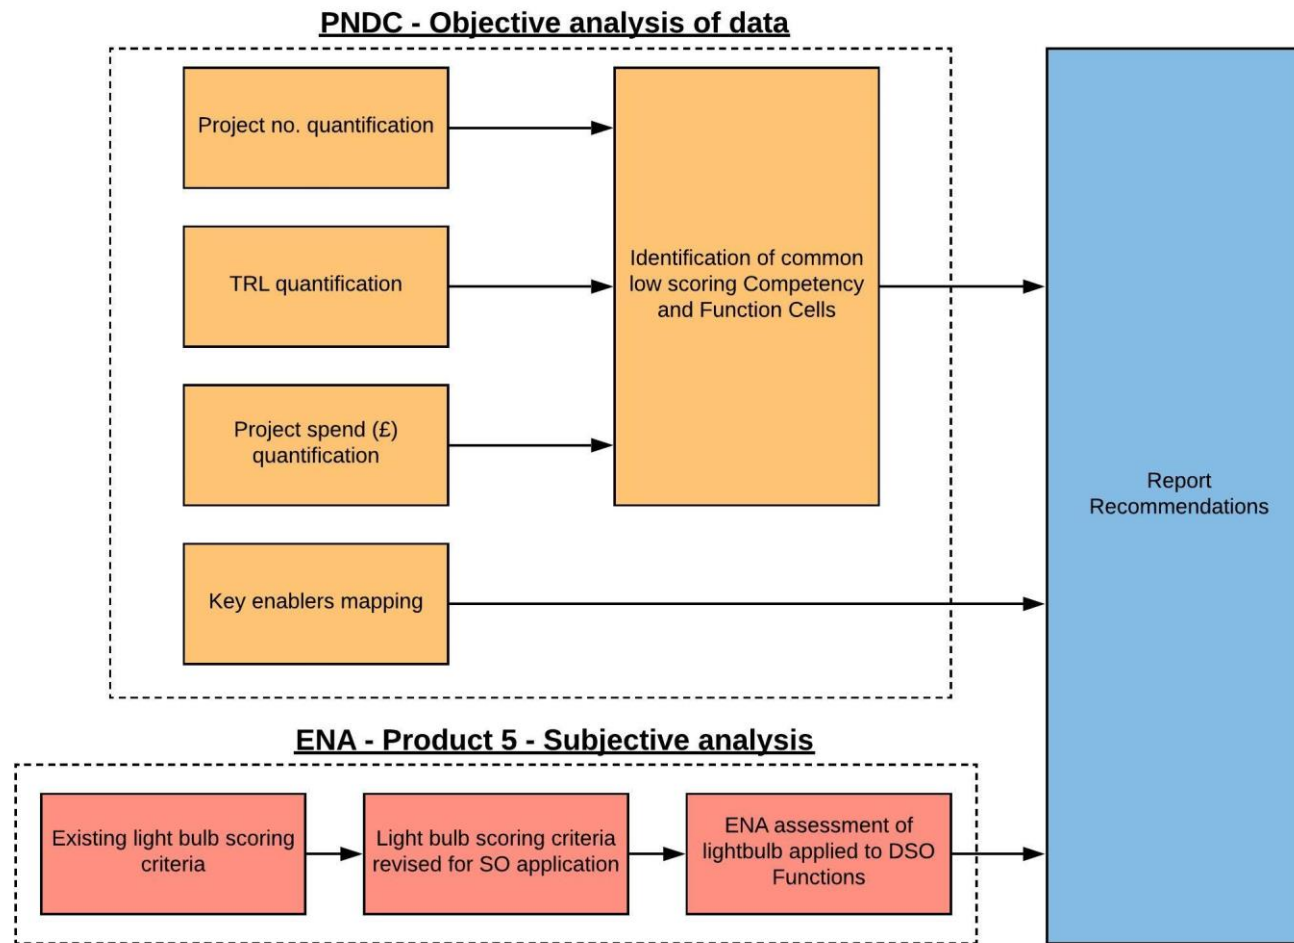 PNDC - Objective analysis of data
Project no. quantification
TRL quantification
Project spend (£)
quantification
Key enablers mapping
Identification of common
low scoring Competency
and Function Cells
Report
Recommendations
ENA - Product 5 - Subjective analysis
Existing light bulb scoring
criteria
Light bulb scoring criteria
revised for SO application
ENA assessment of
lightbulb applied to DSO
Functions